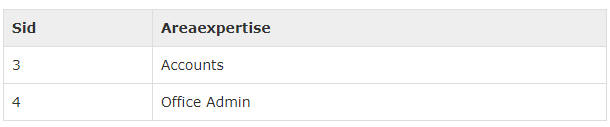 Sid Areaexpertise
3 Accounts
4 Office Admin